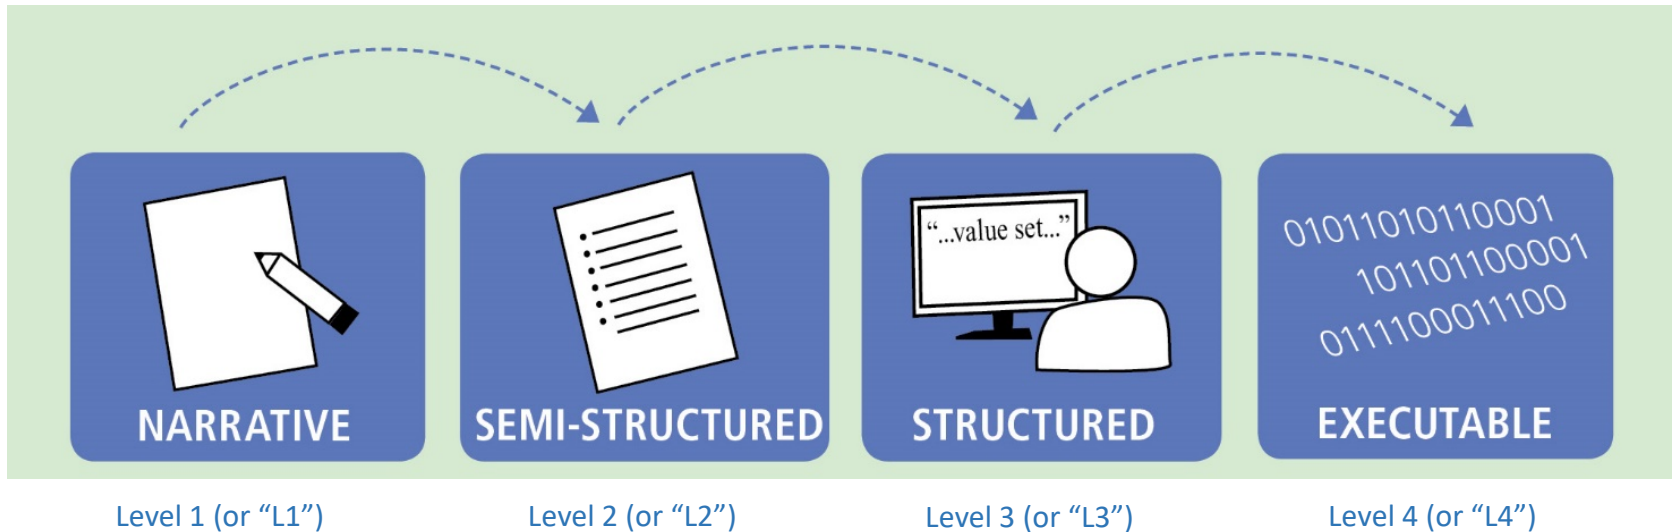 “...value set...”
01011010110001
101101100001
0111100011100
NARRATIVE
SEMI-STRUCTURED
STRUCTURED
EXECUTABLE
Level 1 (or “L1”)
Level 2 (or “L2”)
Level 3 (or “L3”)
Level 4 (or “L4”)